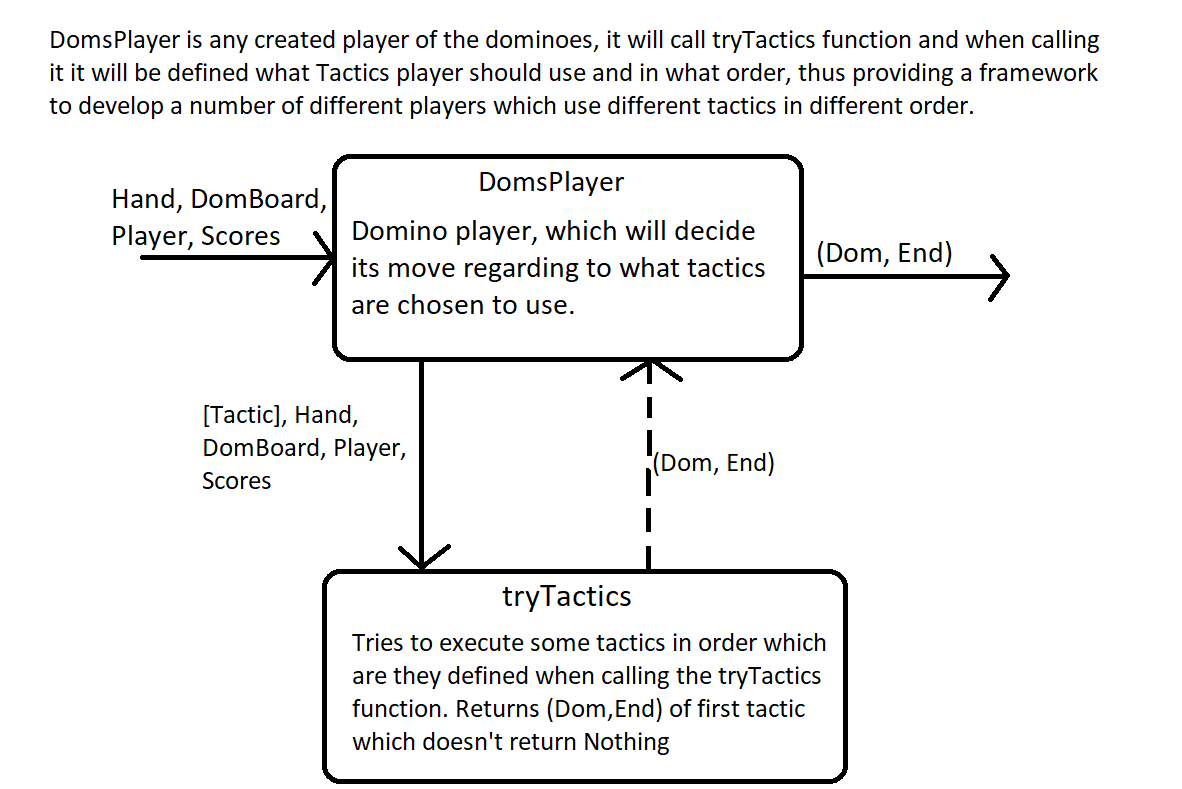 DomsPlayer is any created player of the dominoes, it will call tryTactics function and when calling
it it will be defined what Tactics player should use and in what order, thus providing a framework
to develop a number of different players which use different tactics in different order.
Hand, DomBoard,
Player, Scores
DomsPlayer
Domino player, which will decide
its move regarding to what tactics
are chosen to use.
(Dom, End)
[Tactic], Hand,
DomBoard, Player,
Scores
(Dom, End)
tryTactics
Tries to execute some tactics in order which
are they defined when calling the tryTactics
function. Returns (Dom,End) of first tactic
which doesn't return Nothing